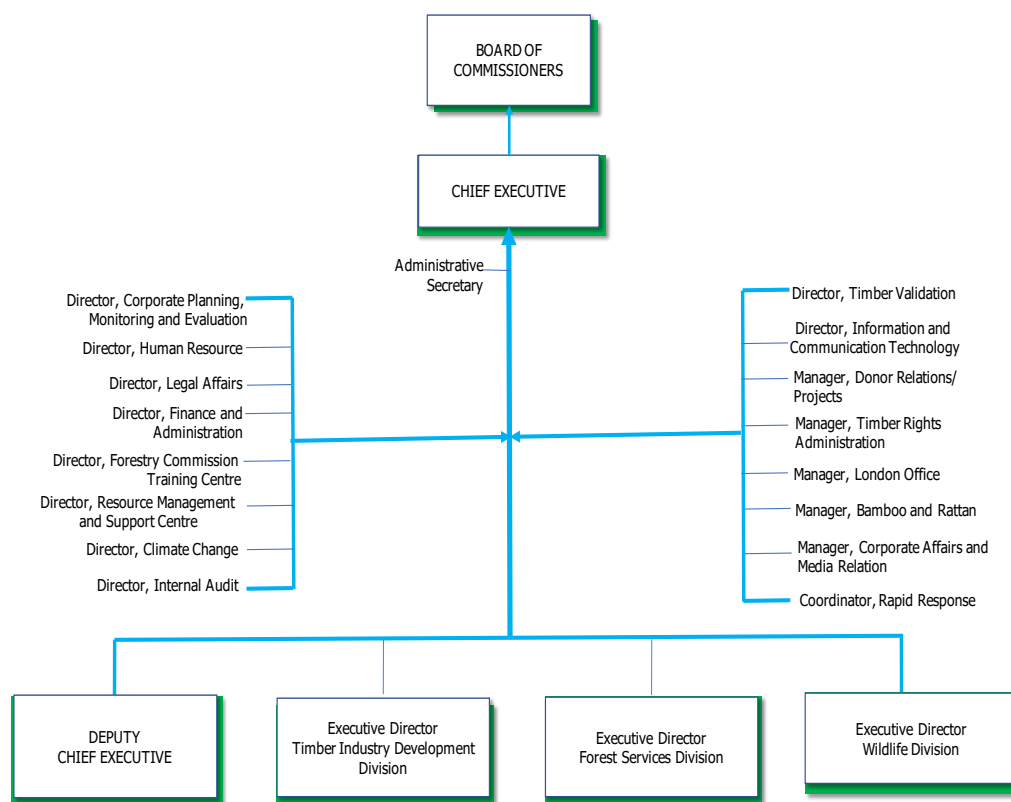 BOARD OF
COMMISSIONERS
CHIEF EXECUTIVE
Administrative
Secretary
Director, Corporate Planning,
Monitoring and Evaluation
Director, Human Resource
Director, Legal Affairs
Director, Finance and
Administration
Director, Forestry Commission
Training Centre
Director, Resource Management
and Support Centre
Director, Climate Change
Director, Internal Audit
Director, Timber Validation
Director, Information and
Communication Technology
Manager, Donor Relations/
Projects
Manager, Timber Rights
Administration
Manager, London Office
Manager, Bamboo and Rattan
Manager, Corporate Affairs and
Media Relation
Coordinator, Rapid Response
DEPUTY
CHIEF EXECUTIVE
Executive Director
Timber Industry Development
Division
Executive Director
Forest Services Division
Executive Director
Wildlife Division